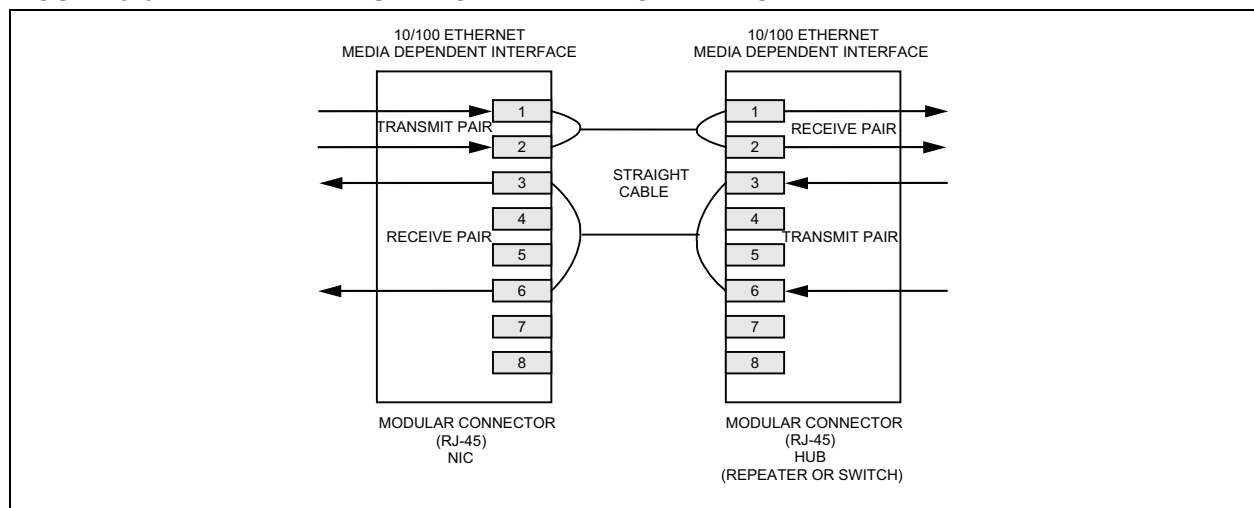 10/100 ETHERNET
MEDIA DEPENDENT INTERFACE
10/100 ETHERNET
MEDIA DEPENDENT INTERFACE
1
1
TRANSMIT PAIR
RECEIVE PAIR
2
2
3
STRAIGHT
CABLE
3
4
4
RECEIVE PAIR
TRANSMIT PAIR
5
5
6
6
7
7
8
8
MODULAR CONNECTOR
(RJ-45)
NIC
MODULAR CONNECTOR
(RJ-45)
HUB
(REPEATER OR SWITCH)